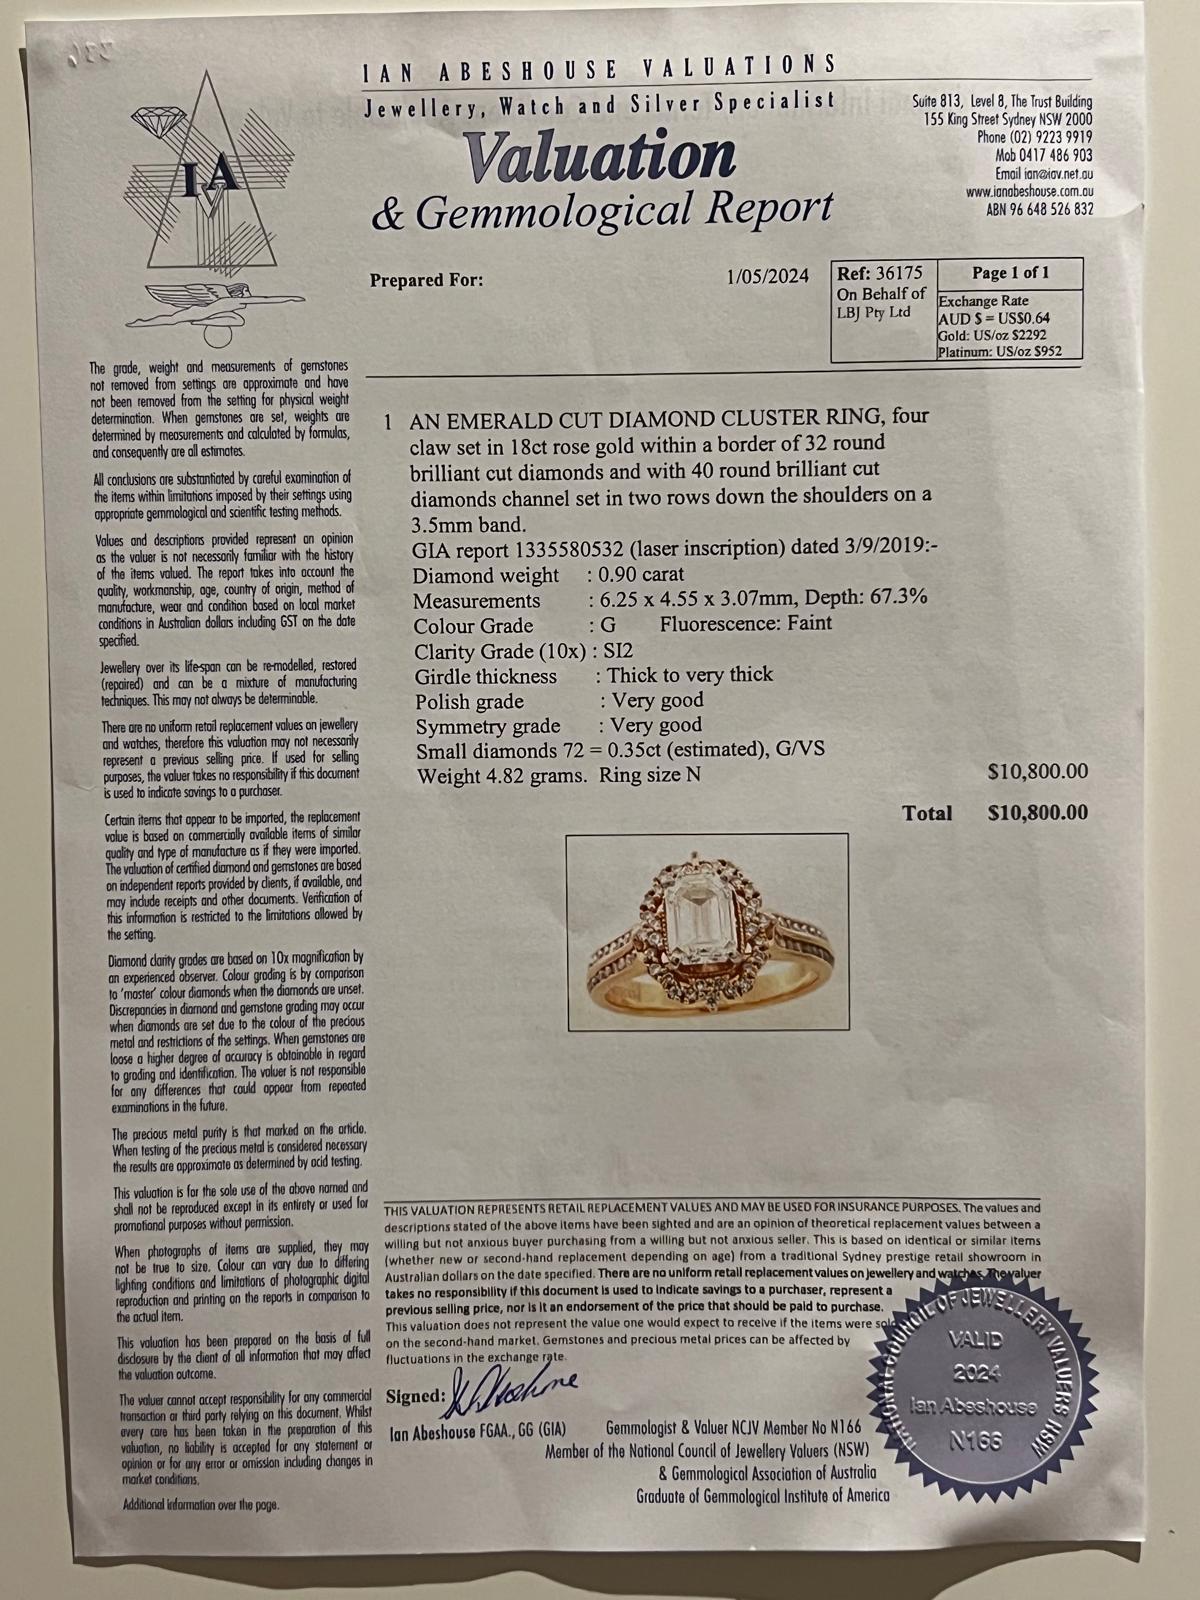 IAN ABESHOUSE VALUATIONS
Jewellery, Watch and Silver Specialist
Valuation
& Gemmological Report
Suite 813, Level 8, The Trust Building
155 King Street Sydney NSW 2000
Phone (02) 9223 9919
Mob 0417 486 903
Email ian@iav.net.au
www.ianabeshouse.com.au
ABN 96 648 526 832
IVA
Prepared For:
1/05/2024
Ref: 36175
On Behalf of
LBJ Pty Ltd
Page 1 of 1
Exchange Rate
AUD $ = US$0.64
Gold: US/oz $2292
Platinum: US/oz $952
The grade, weight and measurements of gemstones
not removed from settings are approximate and have
not been removed from the setting for physical weight
determination. When gemstones are set, weights are
determined by measurements and calculated by formulas,
and consequently are all estimates.
All conclusions are substantiated by careful examination of
the items within limitations imposed by their settings using
appropriate gemmological and scientific testing methods.
Values and descriptions provided represent an opinion
as the valuer is not necessarily familiar with the history
of the items valued. The report takes into account the
quality, workmanship, age, country of origin, method of
manufacture, wear and condition based on local market
conditions in Australian dollars including GST on the date
specified.
Jewellery over its life-span can be re-modelled, restored
(repaired) and can be a mixture of manufacturing
techniques. This may not always be determinable.
There are no uniform retail replacement values on jewellery
and watches, therefore this valuation may not necessarily
represent a previous selling price. If used for selling
purposes, the valuer takes no responsibility if this document
is used to indicate savings to a purchaser.
Certain items that appear to be imported, the replacement
value is based on commercially available items of similar
quality and type of manufacture as if they were imported.
The valuation of certified diamond and gemstones are based
on independent reports provided by clients, if available, and
may include receipts and other documents. Verification of
this information is restricted to the limitations allowed by
the setting.
Diamond clarity grades are based on 10x magnification by
an experienced observer. Colour grading is by comparison
to 'master' colour diamonds when the diamonds are unset.
Discrepancies in diamond and gemstone grading may occur
when diamonds are set due to the colour of the precious
metal and restrictions of the settings. When gemstones are
loose a higher degree of accuracy is obtainable in regard
to grading and identification. The valuer is not responsible
for any differences that could appear from repeated
examinations in the future.
The precious metal purity is that marked on the article.
When testing of the precious metal is considered necessary
the results are approximate as determined by acid testing.
This valuation is for the sole use of the above named and
shall not be reproduced except in its entirety or used for
promotional purposes without permission.
When photographs of items are supplied, they may
not be true to size. Colour can vary due to differing
lighting conditions and limitations of photographic digital
reproduction and printing on the reports in comparison to
the actual item.
This valuation has been prepared on the basis of full
disclosure by the client of all information that may affect
the valuation outcome.
The valuer cannot accept responsibility for any commercial
transaction or third party relying on this document. Whilst
every care has been taken in the preparation of this
valuation, no liability is accepted for any statement or
opinion or for any error or omission including changes in
market conditions.
Additional information over the page.
1 AN EMERALD CUT DIAMOND CLUSTER RING, four
claw set in 18ct rose gold within a border of 32 round
brilliant cut diamonds and with 40 round brilliant cut
diamonds channel set in two rows down the shoulders on a
3.5mm band.
GIA report 1335580532 (laser inscription) dated 3/9/2019:-
Diamond weight : 0.90 carat
Measurements : 6.25 x 4.55 x 3.07mm, Depth: 67.3%
Colour Grade : G Fluorescence: Faint
Clarity Grade (10x) : SI2
Girdle thickness : Thick to very thick
Polish grade : Very good
Symmetry grade : Very good
Small diamonds 72 = 0.35ct (estimated), G/VS
Weight 4.82 grams. Ring size N $10,800.00
Total $10,800.00
THIS VALUATION REPRESENTS RETAIL REPLACEMENT VALUES AND MAY BE USED FOR INSURANCE PURPOSES. The values and
descriptions stated of the above items have been sighted and are an opinion of theoretical replacement values between a
willing but not anxious buyer purchasing from a willing but not anxious seller. This is based on identical or similar items
(whether new or second-hand replacement depending on age) from a traditional Sydney prestige retail showroom in
Australian dollars on the date specified. There are no uniform retail replacement values on jewellery and watches. The valuer
takes no responsibility if this document is used to indicate savings to a purchaser, represent a
previous selling price, nor is it an endorsement of the price that should be paid to purchase.
This valuation does not represent the value one would expect to receive if the items were sold
on the second-hand market. Gemstones and precious metal prices can be affected by
fluctuations in the exchange rate.
Signed:
Ian Abeshouse FGAA., GG (GIA)
Gemmologist & Valuer NCJV Member No N166
Member of the National Council of Jewellery Valuers (NSW)
& Gemmological Association of Australia
Graduate of Gemmological Institute of America
NATIONAL COUNCIL OF JEWELLERY VALUERS NSW
VALID
2024
Ian Abeshouse
N166